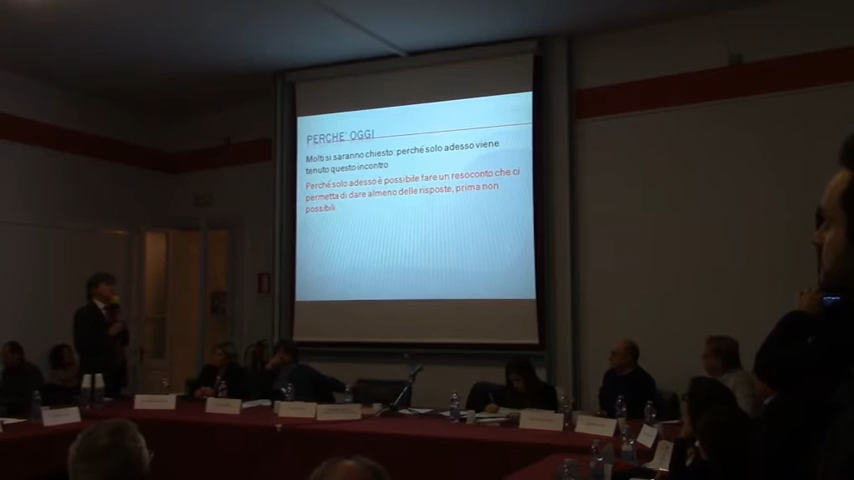 PERCHE' OGGI
Molti si saranno chiesto: perché solo adesso viene
tenuto questo incontro
Perché solo adesso è possibile fare un resoconto che ci
permetta di dare almeno delle risposte, prima non
possibili